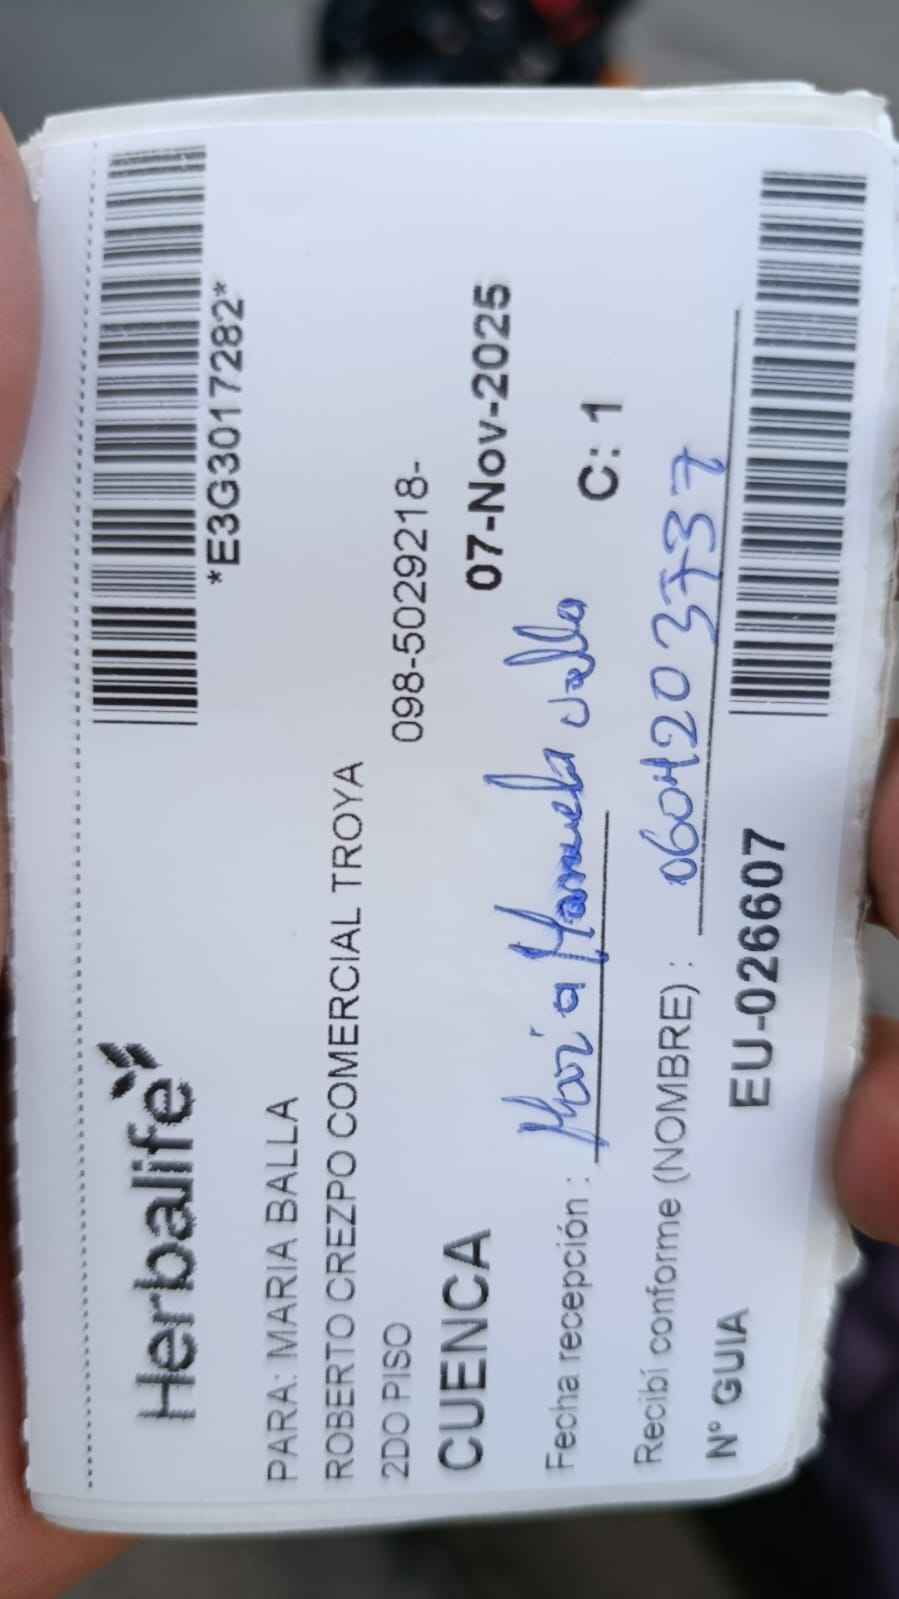 Herbalife
*E3G3017282*
PARA: MARIA BALLA
ROBERTO CREZPO COMERCIAL TROYA
2DO PISO
098-5029218-
CUENCA
07-Nov-2025
Fecha recepción : María Manuela valla
C: 1
Recibí conforme (NOMBRE) : 0604203737
N° GUIA
EU-026607